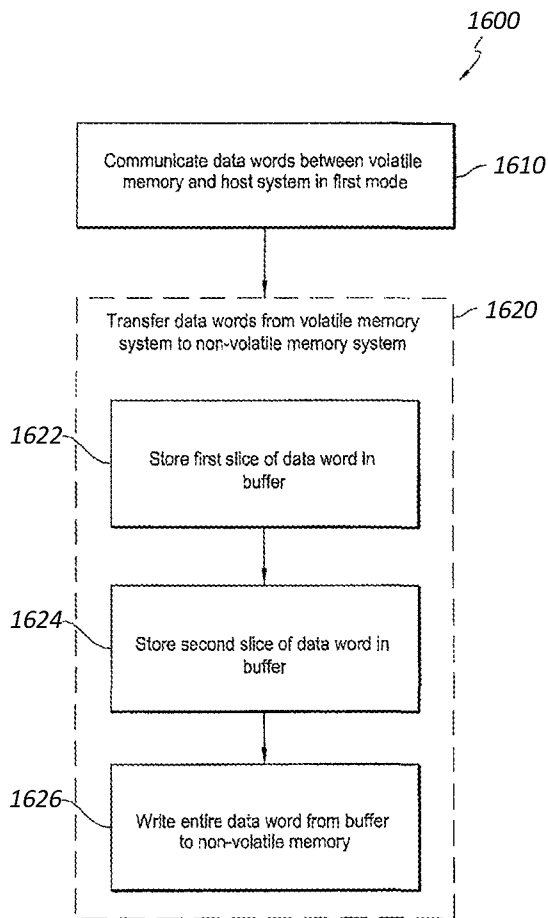 1600
Communicate data words between volatile
memory and host system in first mode
1610
Transfer data words from volatile memory
system to non-volatile memory system
1620
1622
Store first slice of data word in
buffer
1624
Store second slice of data word in
buffer
1626
Write entire data word from buffer
to non-volatile memory